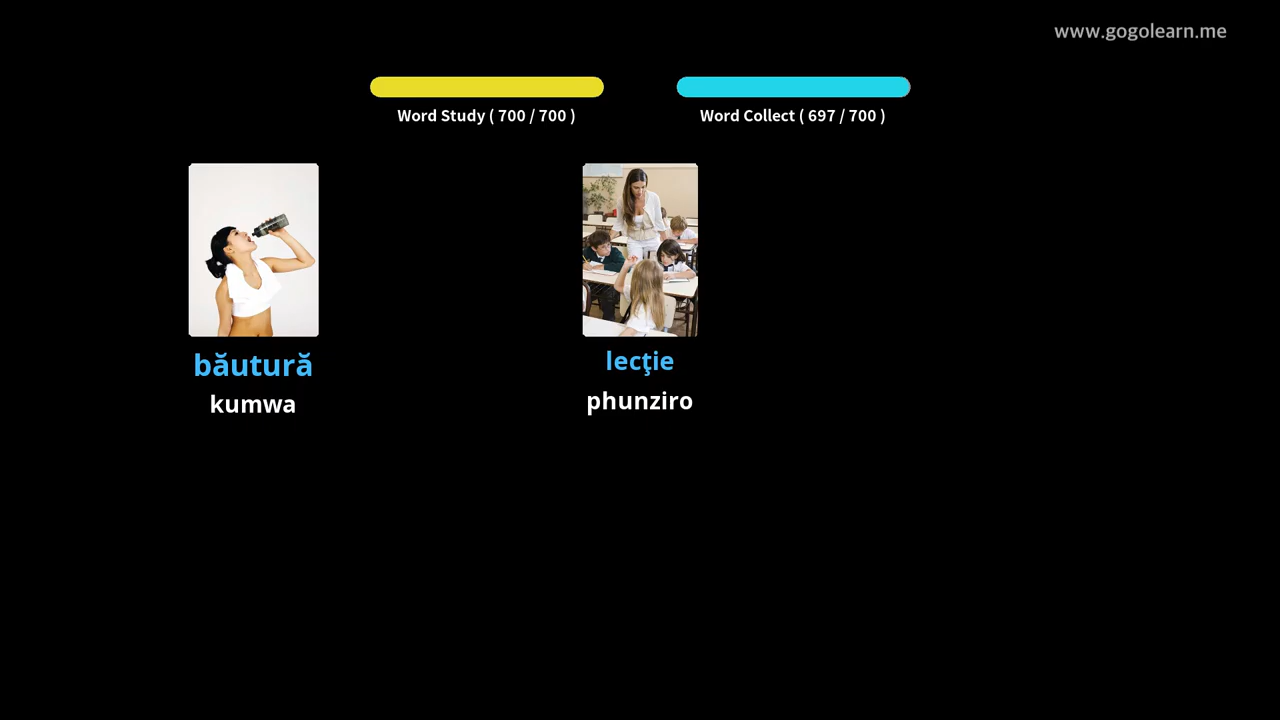 www.gogolearn.me
Word Study ( 700 / 700 )
Word Collect ( 697 / 700 )
băutură
kumwa
lecţie
phunziro